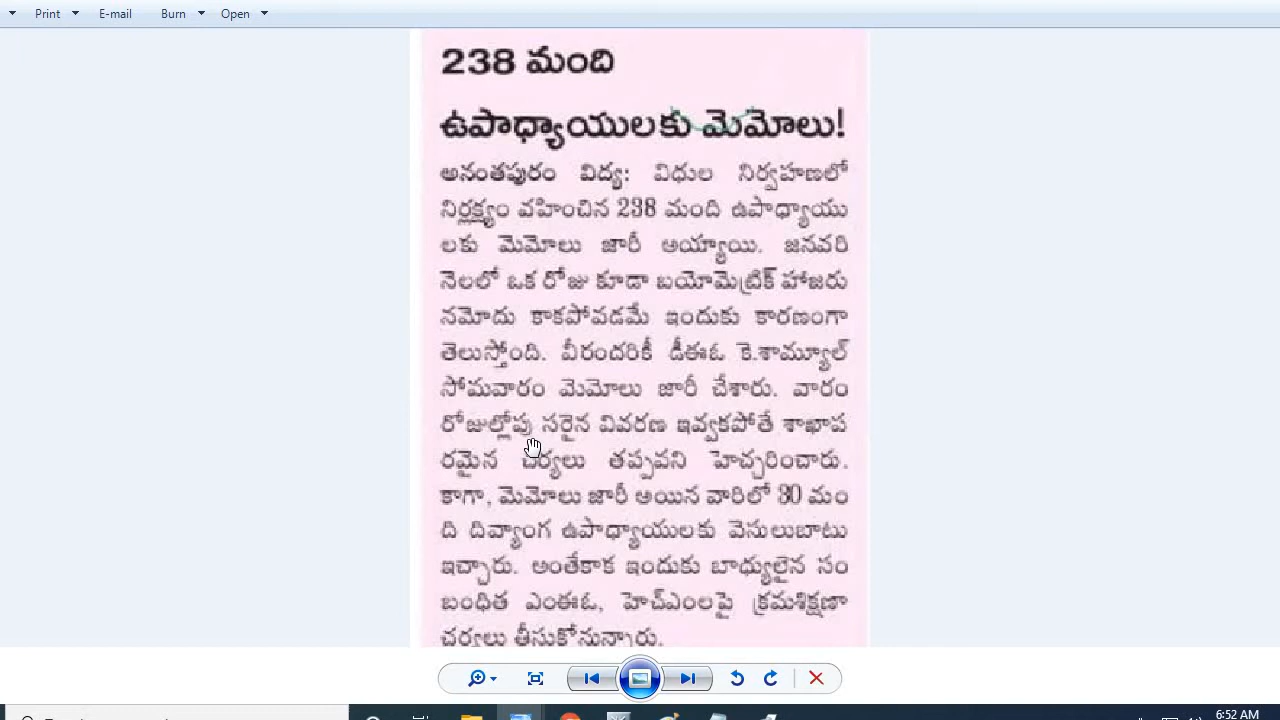 Print
E-mail
Burn
Open
238 మంది
ఉపాధ్యాయులకు మెమోలు!
అనంతపురం విద్య: విధుల నిర్వహణలో
నిర్లక్ష్యం వహించిన 238 మంది ఉపాధ్యాయు
లకు మెమోలు జారీ అయ్యాయి. జనవరి
నెలలో ఒక రోజు కూడా బయోమెట్రిక్ హాజరు
నమోదు కాకపోవడమే ఇందుకు కారణంగా
తెలుస్తోంది. వీరందరికీ డీఈఓ కె.శామ్యూల్
సోమవారం మెమోలు జారీ చేశారు. వారం
రోజుల్లోపు సరైన వివరణ ఇవ్వకపోతే శాఖాప
రమైన చర్యలు తప్పవని హెచ్చరించారు.
కాగా, మెమోలు జారీ అయిన వారిలో 30 మం
ది దివ్యాంగ ఉపాధ్యాయులకు వెసులుబాటు
ఇచ్చారు. అంతేకాక ఇందుకు బాధ్యులైన సం
బంధిత ఎంఈఓ, హెచ్ఎంలపై క్రమశిక్షణా
చర్యలు తీసుకోనున్నారు.
6:52 AM